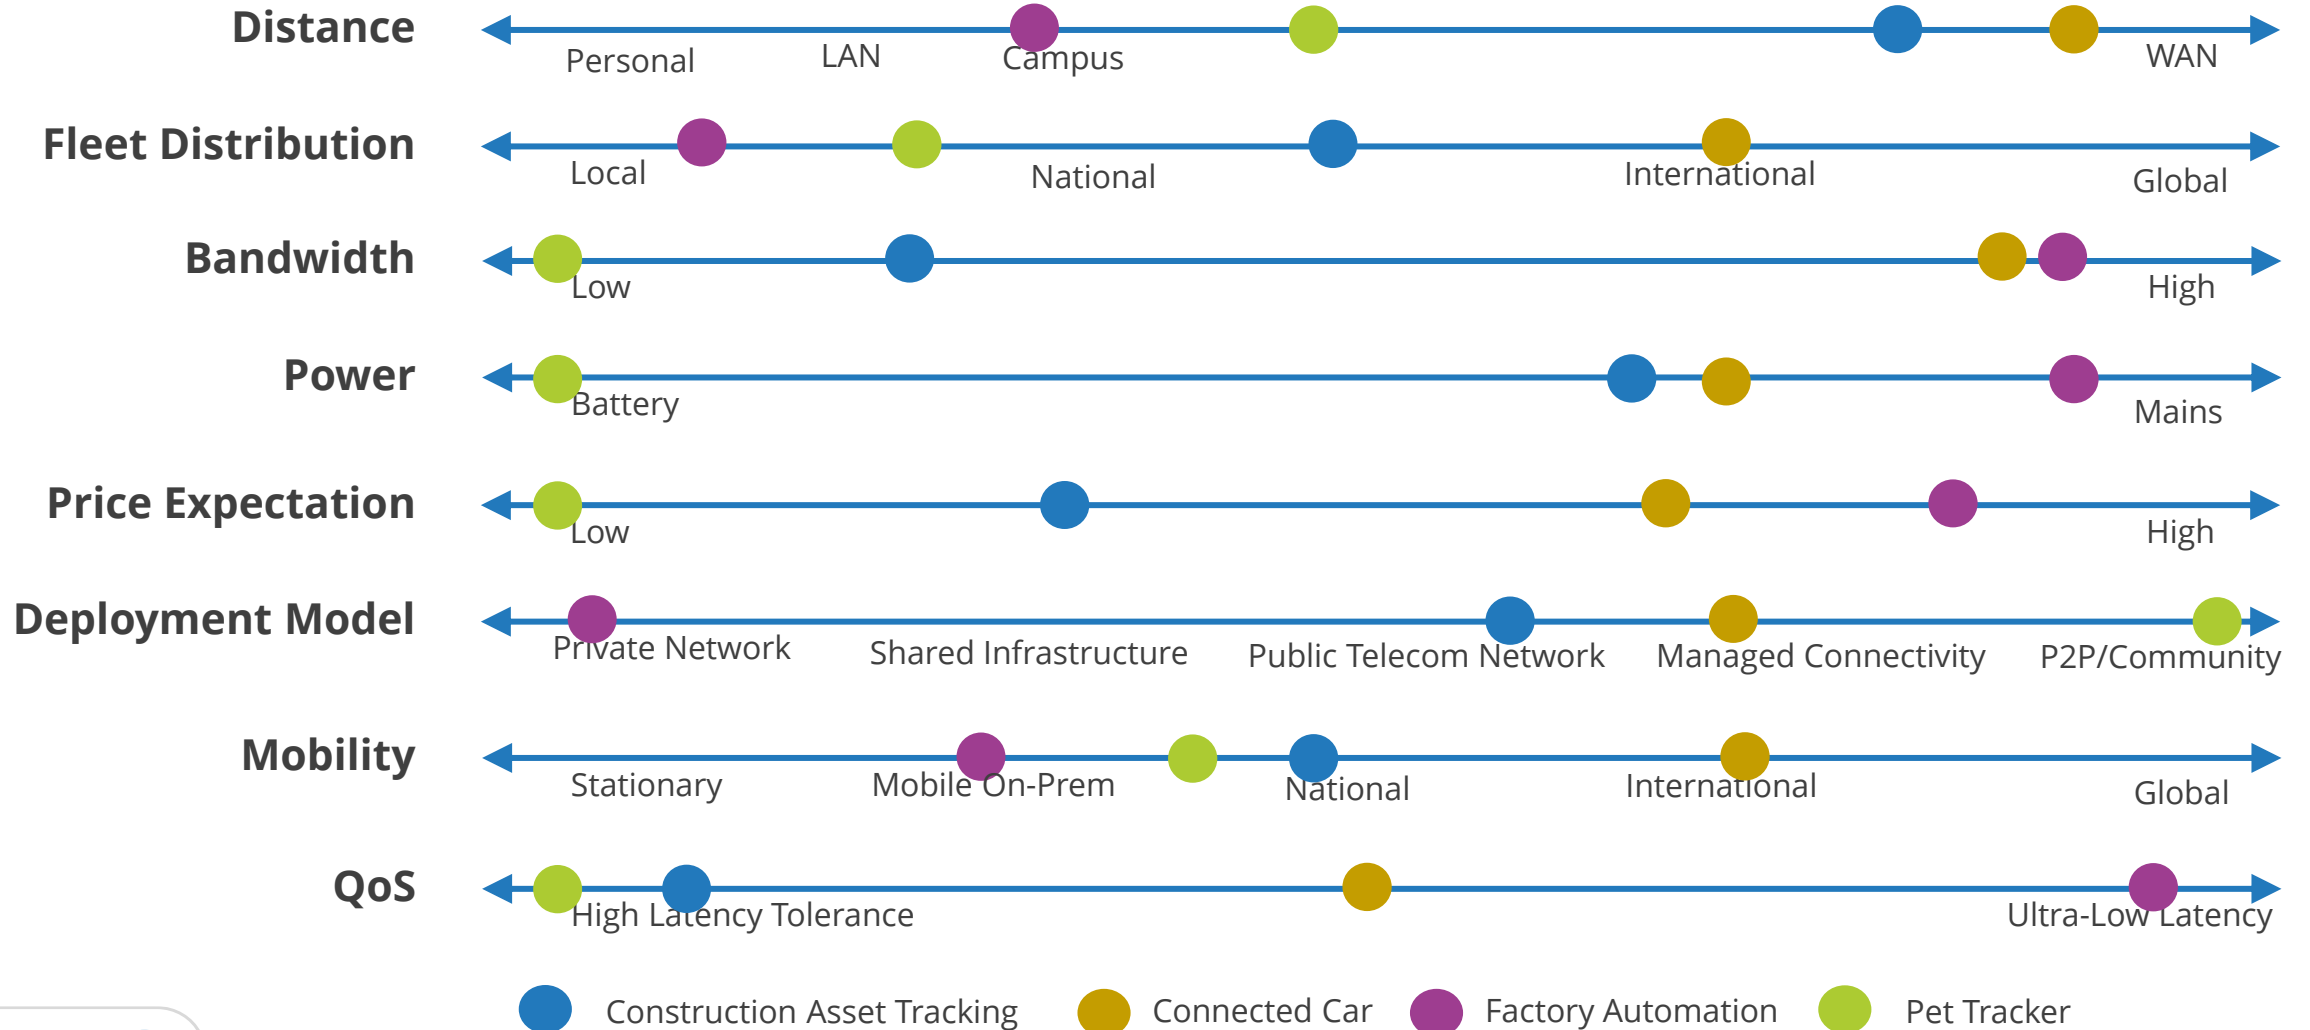 Distance
Personal LAN Campus WAN
Fleet Distribution
Local National International Global
Bandwidth
Low High
Power
Battery Mains
Price Expectation
Low High
Deployment Model
Private Network Shared Infrastructure Public Telecom Network Managed Connectivity P2P/Community
Mobility
Stationary Mobile On-Prem National International Global
QoS
High Latency Tolerance Ultra-Low Latency
Construction Asset Tracking Connected Car Factory Automation Pet Tracker